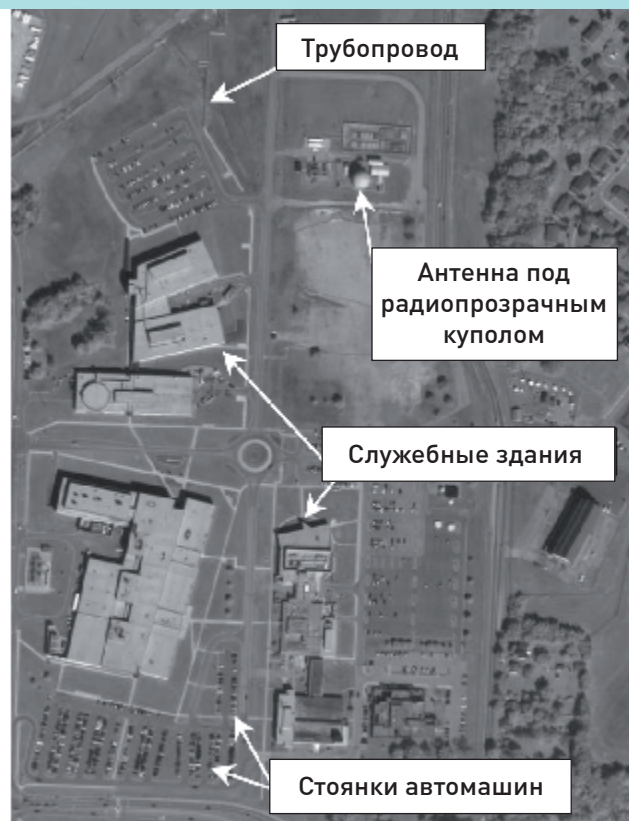 Трубопровод
Антенна под
радиопрозрачным
куполом
Служебные здания
Стоянки автомашин